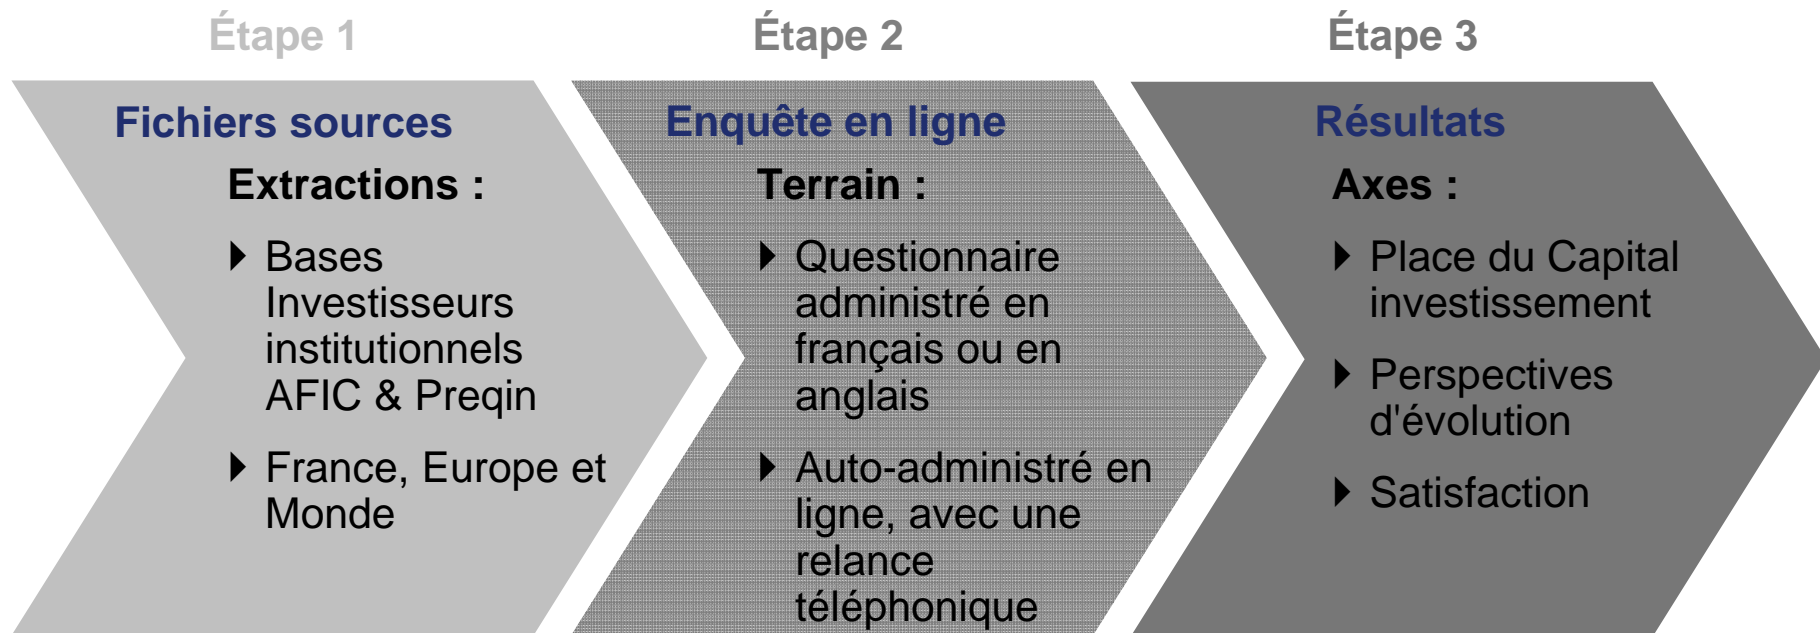 Étape 1
Fichiers sources
Extractions :
Bases
Investisseurs
institutionnels
AFIC & Preqin
France, Europe et
Monde
Étape 2
Enquête en ligne
Terrain :
Questionnaire
administré en
français ou en
anglais
Auto-administré en
ligne, avec une
relance
téléphonique
Étape 3
Résultats
Axes :
Place du Capital
investissement
Perspectives
d'évolution
Satisfaction